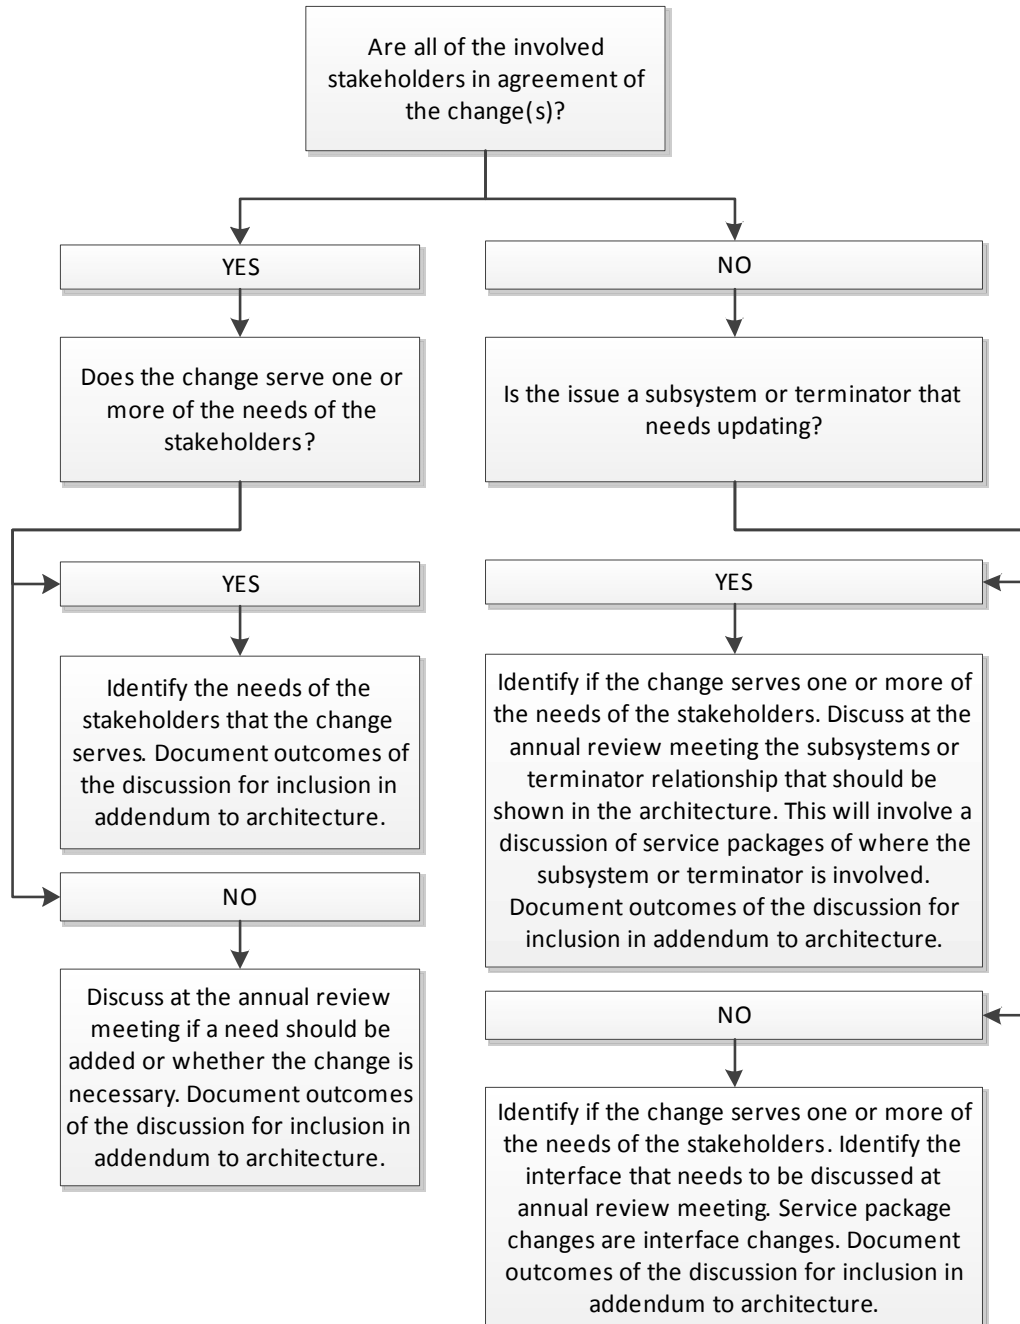 Are all of the involved
stakeholders in agreement of
the change(s)?
YES
NO
Does the change serve one or
more of the needs of the
stakeholders?
Is the issue a subsystem or terminator that
needs updating?
YES
Identify the needs of the
stakeholders that the change
serves. Document outcomes of
the discussion for inclusion in
addendum to architecture.
NO
Discuss at the annual review
meeting if a need should be
added or whether the change is
necessary. Document outcomes
of the discussion for inclusion in
addendum to architecture.
YES
Identify if the change serves one or more of
the needs of the stakeholders. Discuss at the
annual review meeting the subsystems or
terminator relationship that should be
shown in the architecture. This will involve a
discussion of service packages of where the
subsystem or terminator is involved.
Document outcomes of the discussion for
inclusion in addendum to architecture.
NO
Identify if the change serves one or more of
the needs of the stakeholders. Identify the
interface that needs to be discussed at
annual review meeting. Service package
changes are interface changes. Document
outcomes of the discussion for inclusion in
addendum to architecture.